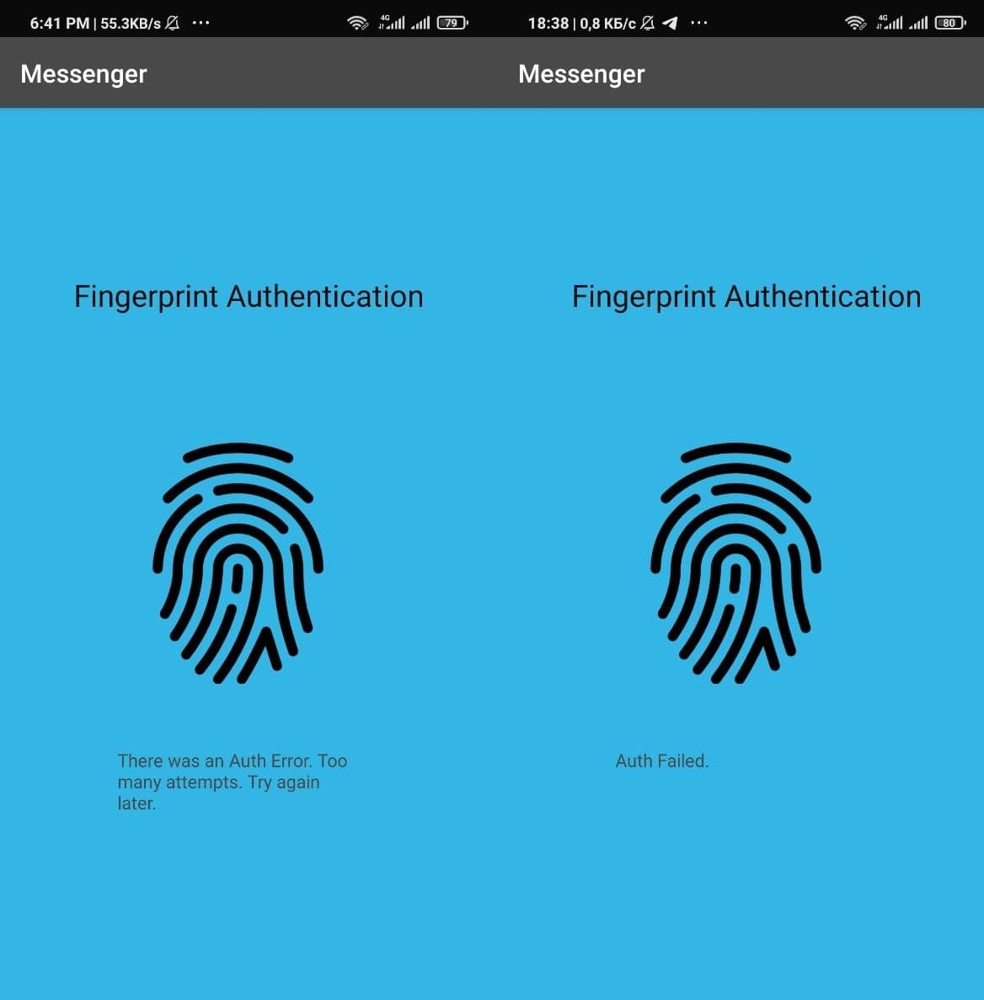 6:41 PM | 55.3KB/s ··· 4G 79
Messenger
Fingerprint Authentication
There was an Auth Error. Too
many attempts. Try again
later.
18:38 | 0,8 КБ/с ··· 4G 80
Messenger
Fingerprint Authentication
Auth Failed.